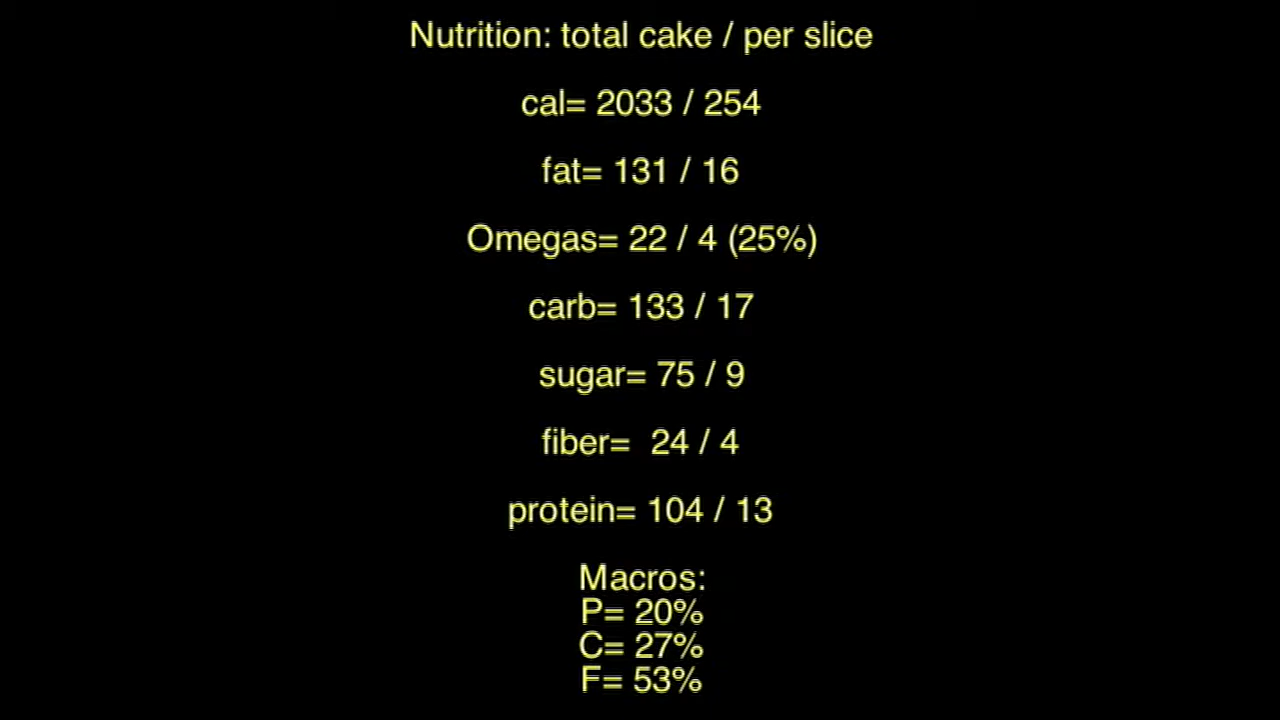 Nutrition: total cake / per slice
cal= 2033 / 254
fat= 131 / 16
Omegas= 22 / 4 (25%)
carb= 133 / 17
sugar= 75 / 9
fiber=  24 / 4
protein= 104 / 13
Macros:
P= 20%
C= 27%
F= 53%